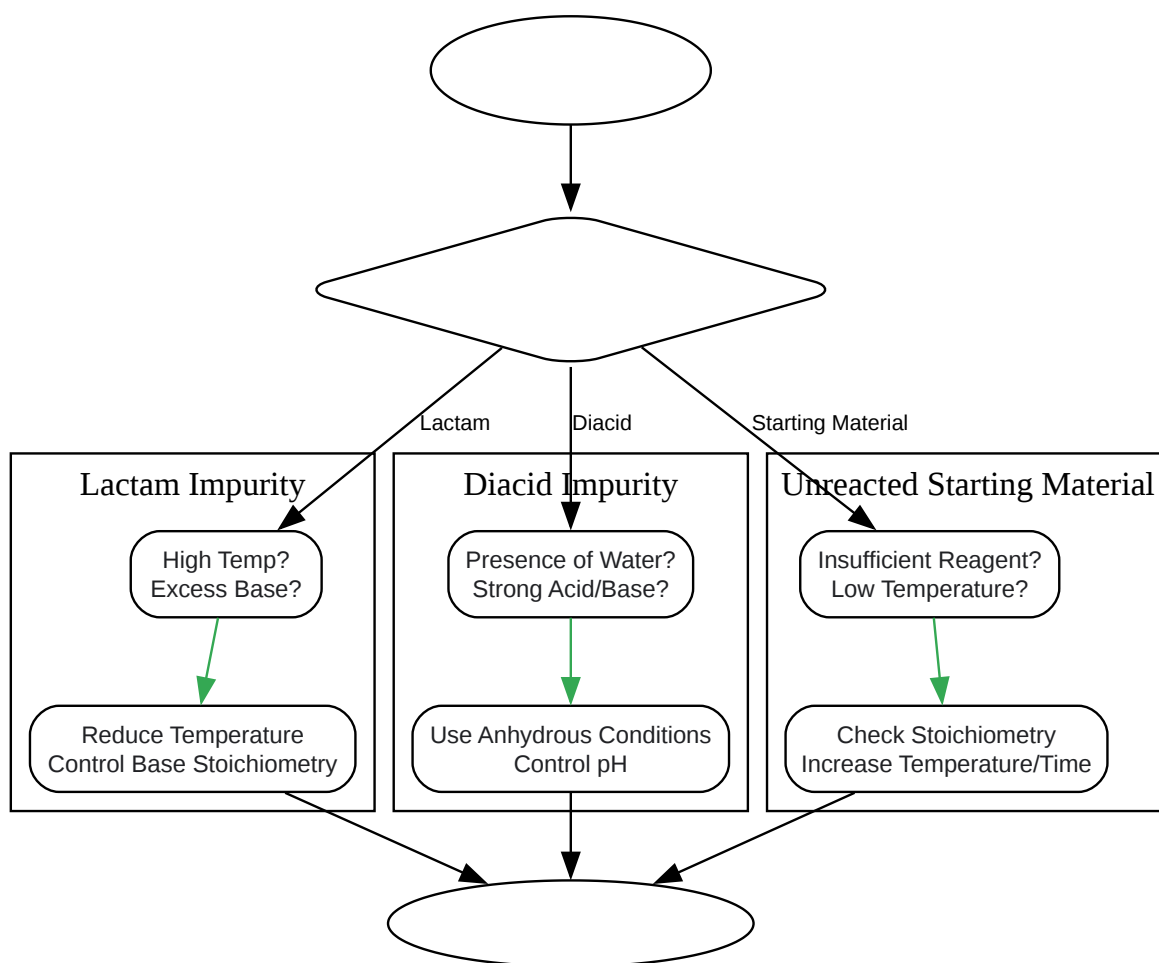 Lactam
Diacid
Starting Material
Lactam Impurity
Diacid Impurity
Unreacted Starting Material
High Temp?
Excess Base?
Presence of Water?
Strong Acid/Base?
Insufficient Reagent?
Low Temperature?
Reduce Temperature
Control Base Stoichiometry
Use Anhydrous Conditions
Control pH
Check Stoichiometry
Increase Temperature/Time